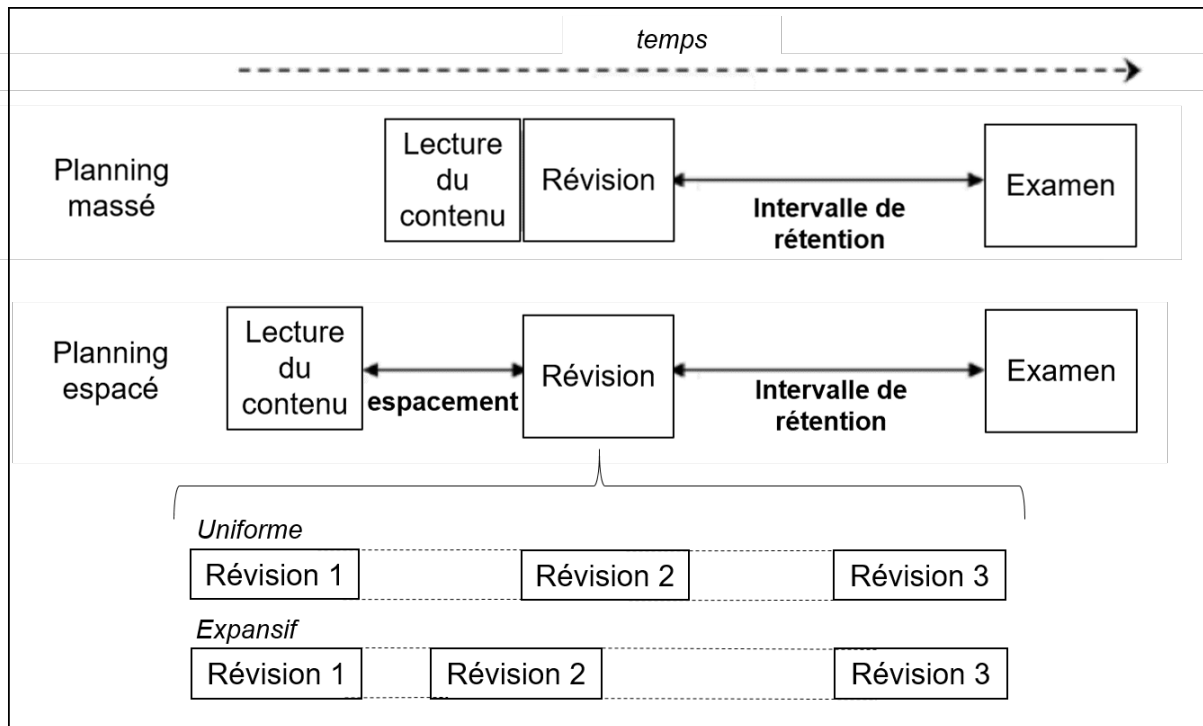 temps
Planning
massé
Lecture
du
contenu
Révision
Intervalle de
rétention
Examen
Planning
espacé
Lecture
du
contenu
espacement
Révision
Intervalle de
rétention
Examen
Uniforme
Révision 1
Révision 2
Révision 3
Expansif
Révision 1
Révision 2
Révision 3